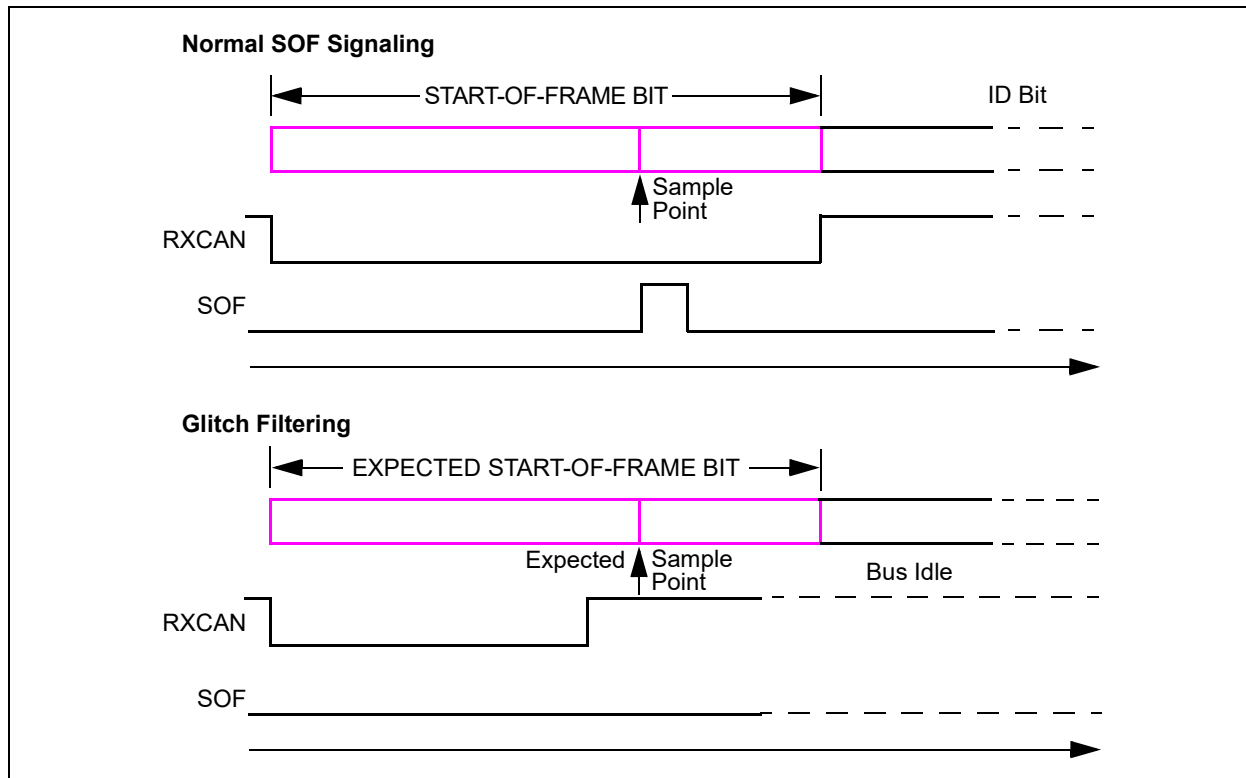 Normal SOF Signaling
START-OF-FRAME BIT
ID Bit
Sample
Point
RXCAN
SOF
Glitch Filtering
EXPECTED START-OF-FRAME BIT
Expected
Sample
Point
Bus Idle
RXCAN
SOF